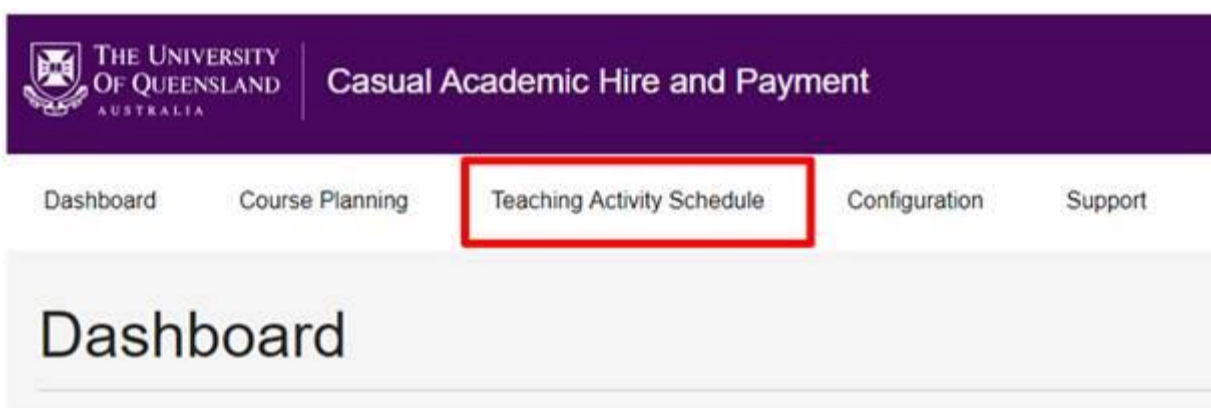 THE UNIVERSITY
OF QUEENSLAND
AUSTRALIA
Casual Academic Hire and Payment
Dashboard Course Planning Teaching Activity Schedule Configuration Support
Dashboard